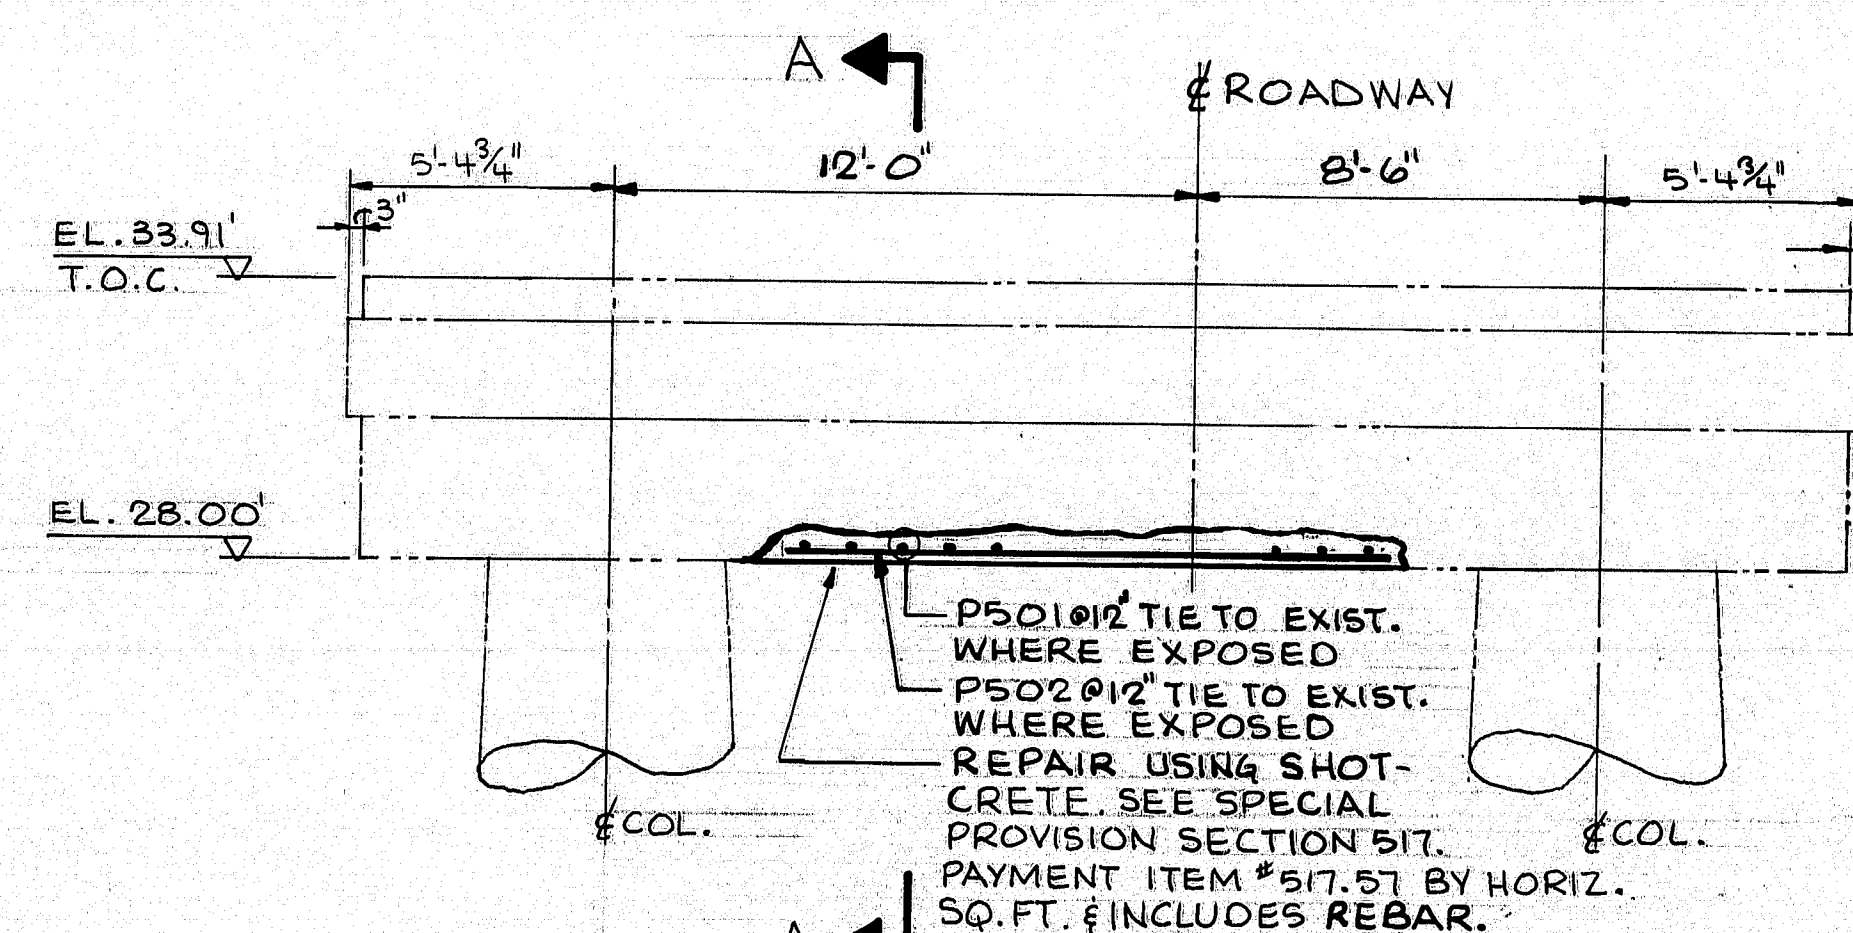 A
℄ ROADWAY
5'-4¾"
12'-0"
8'-6"
5'-4¾"
3"
EL. 33.91'
T.O.C.
EL. 28.00'
P501@12" TIE TO EXIST.
WHERE EXPOSED
P502@12" TIE TO EXIST.
WHERE EXPOSED
REPAIR USING SHOT-
CRETE. SEE SPECIAL
PROVISION SECTION 517.
PAYMENT ITEM #517.57 BY HORIZ.
SQ. FT. & INCLUDES REBAR.
℄ COL.
℄ COL.
A